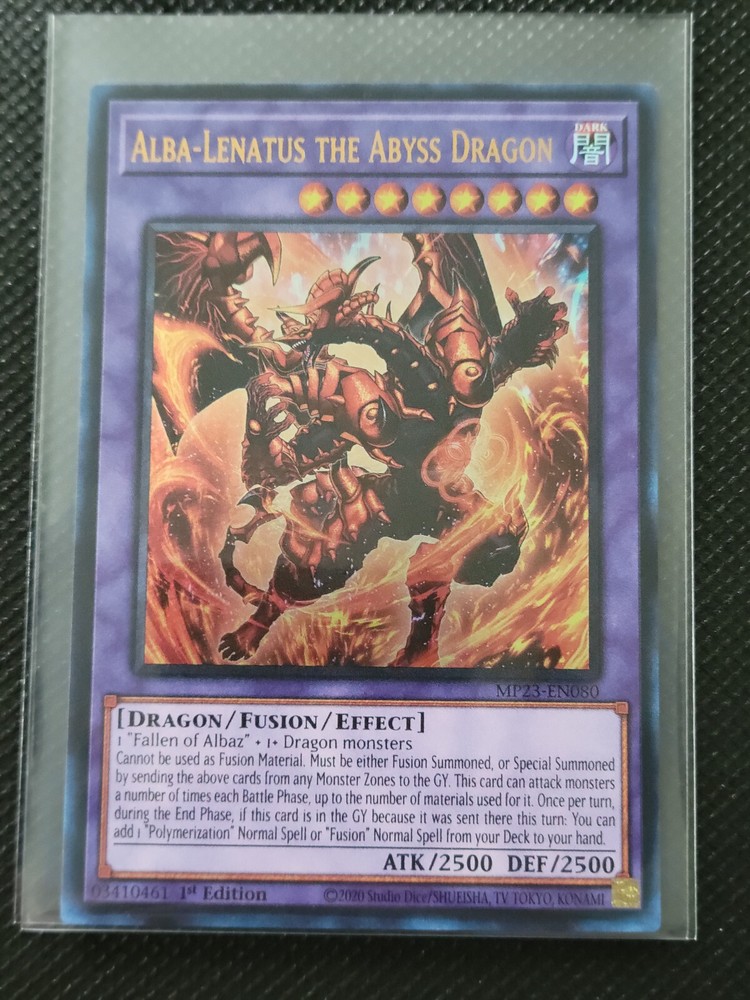 ALBA-LENATUS THE ABYSS DRAGON
DARK
闇
MP23-EN080
[DRAGON/FUSION/EFFECT]
1 "Fallen of Albaz" + 1+ Dragon monsters
Cannot be used as Fusion Material. Must be either Fusion Summoned, or Special Summoned
by sending the above cards from any Monster Zones to the GY. This card can attack monsters
a number of times each Battle Phase, up to the number of materials used for it. Once per turn,
during the End Phase, if this card is in the GY because it was sent there this turn: You can
add 1 "Polymerization" Normal Spell or "Fusion" Normal Spell from your Deck to your hand.
ATK/2500 DEF/2500
03410461 1st Edition
©2020 Studio Dice/SHUEISHA, TV TOKYO, KONAMI